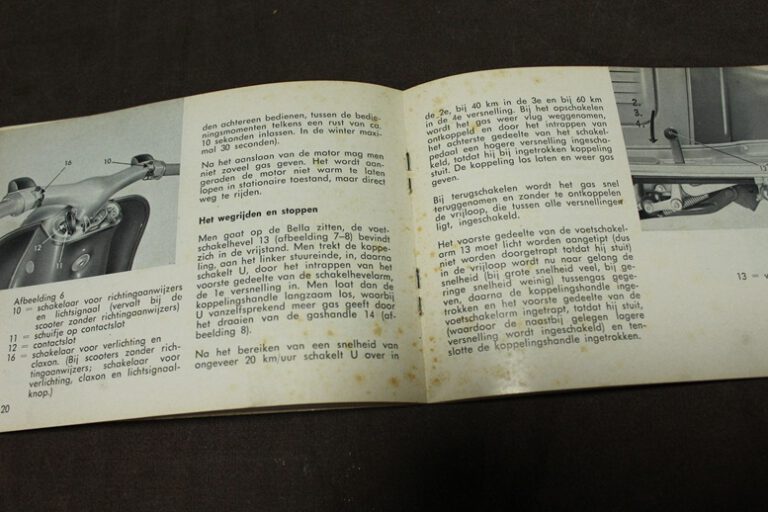 16
10
12
11
12
Afbeelding 6
10 = schakelaar voor richtingaanwijzers
en lichtsignaal (vervalt bij de
scooter zonder richtingaanwijzers)
11 = schuifje op contactslot
12 = contactslot
16 = schakelaar voor verlichting en
claxon. (Bij scooters zonder rich-
tingaanwijzers; schakelaar voor
verlichting, claxon en lichtsignaal-
knop.)
20
den achtereen bedienen, tussen de bedie-
ningsmomenten telkens een rust van ca.
10 sekonden inlassen. In de winter maxi-
mal 30 seconden).
Na het aanslaan van de motor mag men
niet zoveel gas geven. Het wordt aan-
geraden de motor niet warm te laten
lopen in stationaire toestand, maar direct
weg te rijden.
Het wegrijden en stoppen
Men gaat op de Bella zitten, de voet-
schakelhevel 13 (afbeeldung 7–8) bevindt
zich in de vrijstand. Men trekt de koppe-
ling, aan het linker stuureinde, in, daarna
schakelt U, door het intrappen van het
voorste gedeelte van de schakelhevelarm,
de 1e versnelling in. Men laat dan de
koppelingshandle langzaam los, waarbij
U vanzelfsprekend meer gas geeft door
het draaien van de gashandle 14 (af-
beelding 8).
Na het bereiken van een snelheid van
ongeveer 20 km/uur schakelt U over in
de 2e, bij 40 km in de 3e en bij 60 km
in de 4e versnelling. Bij het opschakelen
wordt het gas weer vlug weggenomen,
ontkoppeld en door het intrappen van
het achterste gedeelte van het schakel-
pedaal een hogere versnelling ingescha-
keld, totdat hij bij ingetrokken koppeling
stuit. De koppeling los laten en weer gas
geven.
Bij terugschakelen wordt het gas snel
teruggenomen en zonder te ontkoppelen
de vrijloop, die tussen olle versnellingen
ligt, ingeschakeld.
Het voorste gedeelte van de voetschakel-
arm 13 moet licht worden aangetipt (dus
niet worden doorgetrapt totdat hij stuit)
in de vrijloop wordt nu naar gelang de
snelheid (bij grote snelheid veel, bij ge-
ringe snelheid weinig) tussengas gege-
ven, daarna de koppelingshandle inge-
trokken en het voorste gedeelte van de
voetschakelarm ingetrapt, totdat hij stuit,
(waardoor de naastbij gelegen lagere
versnelling wordt ingeschakeld) en ten-
slotte de koppelingshandle ingetrokken.
2.
3.
4.
13 = v